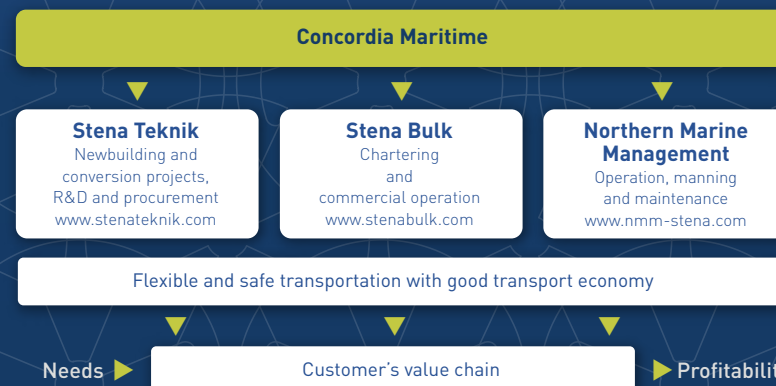 Concordia Maritime
Stena Teknik
Newbuilding and
conversion projects,
R&D and procurement
www.stenateknik.com
Stena Bulk
Chartering
and
commercial operation
www.stenabulk.com
Northern Marine
Management
Operation, manning
and maintenance
www.nmm-stena.com
Flexible and safe transportation with good transport economy
Needs
Customer’s value chain